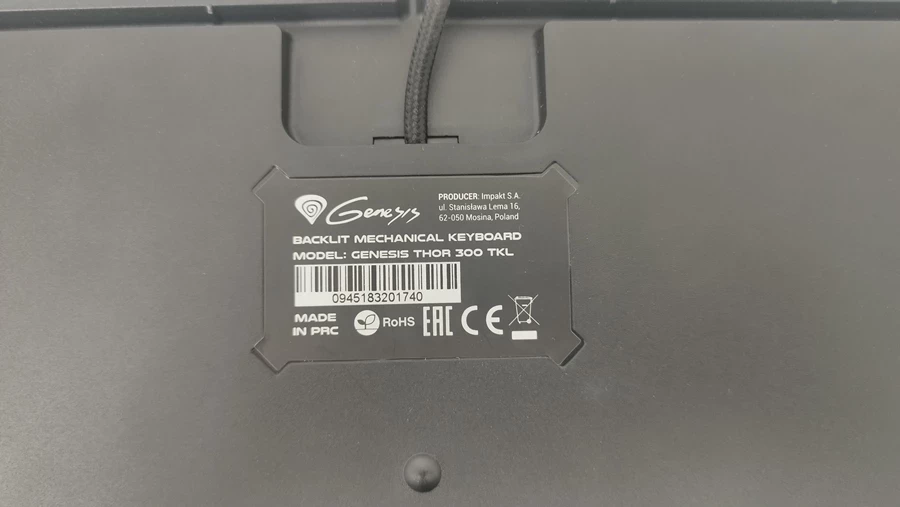 Genesis
PRODUCER: Impakt S.A.
ul. Stanisława Lema 16,
62-050 Mosina, Poland
BACKLIT MECHANICAL KEYBOARD
MODEL: GENESIS THOR 300 TKL
0945183201740
MADE
IN PRC
RoHS
EAC
CE